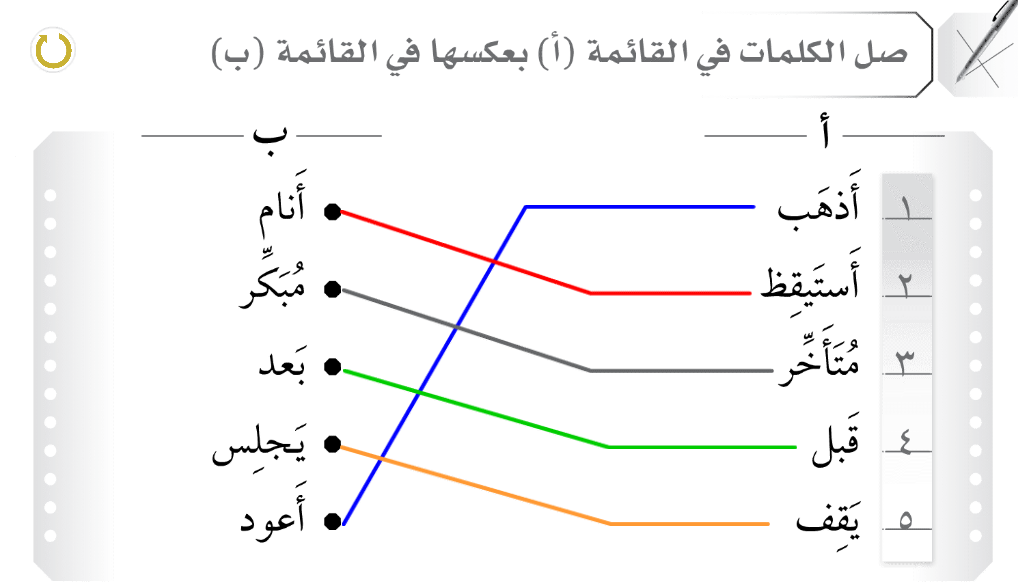 صل الكلمات في القائمة (أ) بعكسها في القائمة (ب)
أ ب
١ أَذهَب أَنام
٢ أَستَيقِظ مُبَكِّر
٣ مُتَأَخِّر بَعد
٤ قَبل يَجلِس
٥ يَقِف أَعود